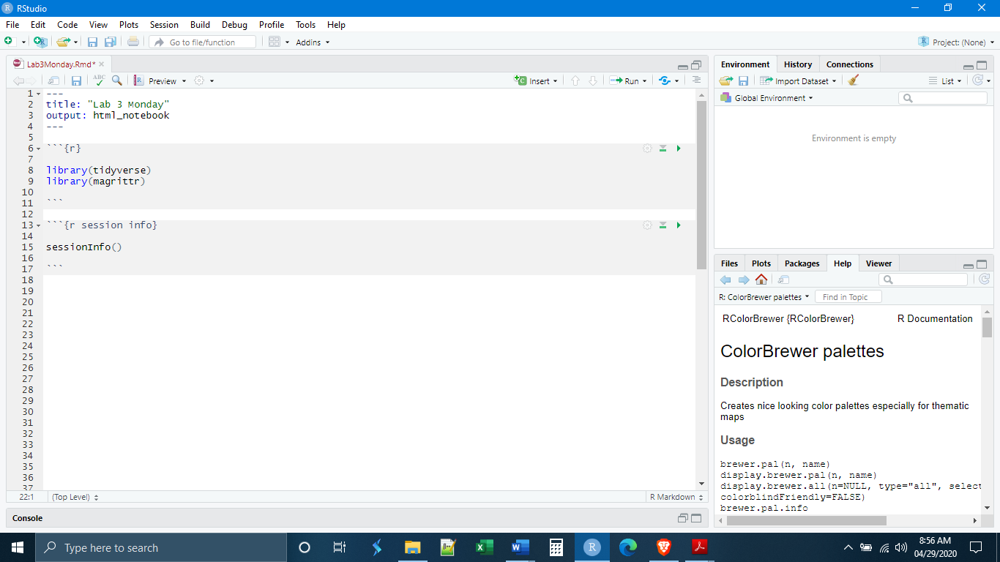 RStudio
File Edit Code View Plots Session Build Debug Profile Tools Help
Go to file/function Addins Project: (None)
Lab3Monday.Rmd*
ABC Preview Insert Run
1 ---
2 title: "Lab 3 Monday"
3 output: html_notebook
4 ---
5
6 ```{r}
7
8 library(tidyverse)
9 library(magrittr)
10
11 ```
12
13 ```{r session info}
14
15 sessionInfo()
16
17 ```
18
19
20
21
22
23
24
25
26
27
28
29
30
31
32
33
34
35
36
37
22:1 (Top Level) R Markdown
Console
Environment History Connections
Import Dataset List
Global Environment
Environment is empty
Files Plots Packages Help Viewer
R: ColorBrewer palettes Find in Topic
RColorBrewer {RColorBrewer} R Documentation
ColorBrewer palettes
Description
Creates nice looking color palettes especially for thematic
maps
Usage
brewer.pal(n, name)
display.brewer.pal(n, name)
display.brewer.all(n=NULL, type="all", select
colorblindFriendly=FALSE)
brewer.pal.info
Type here to search
8:56 AM
04/29/2020